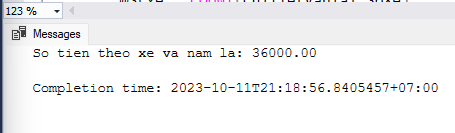 123 %
Messages
So tien theo xe va nam la: 36000.00
Completion time: 2023-10-11T21:18:56.8405457+07:00